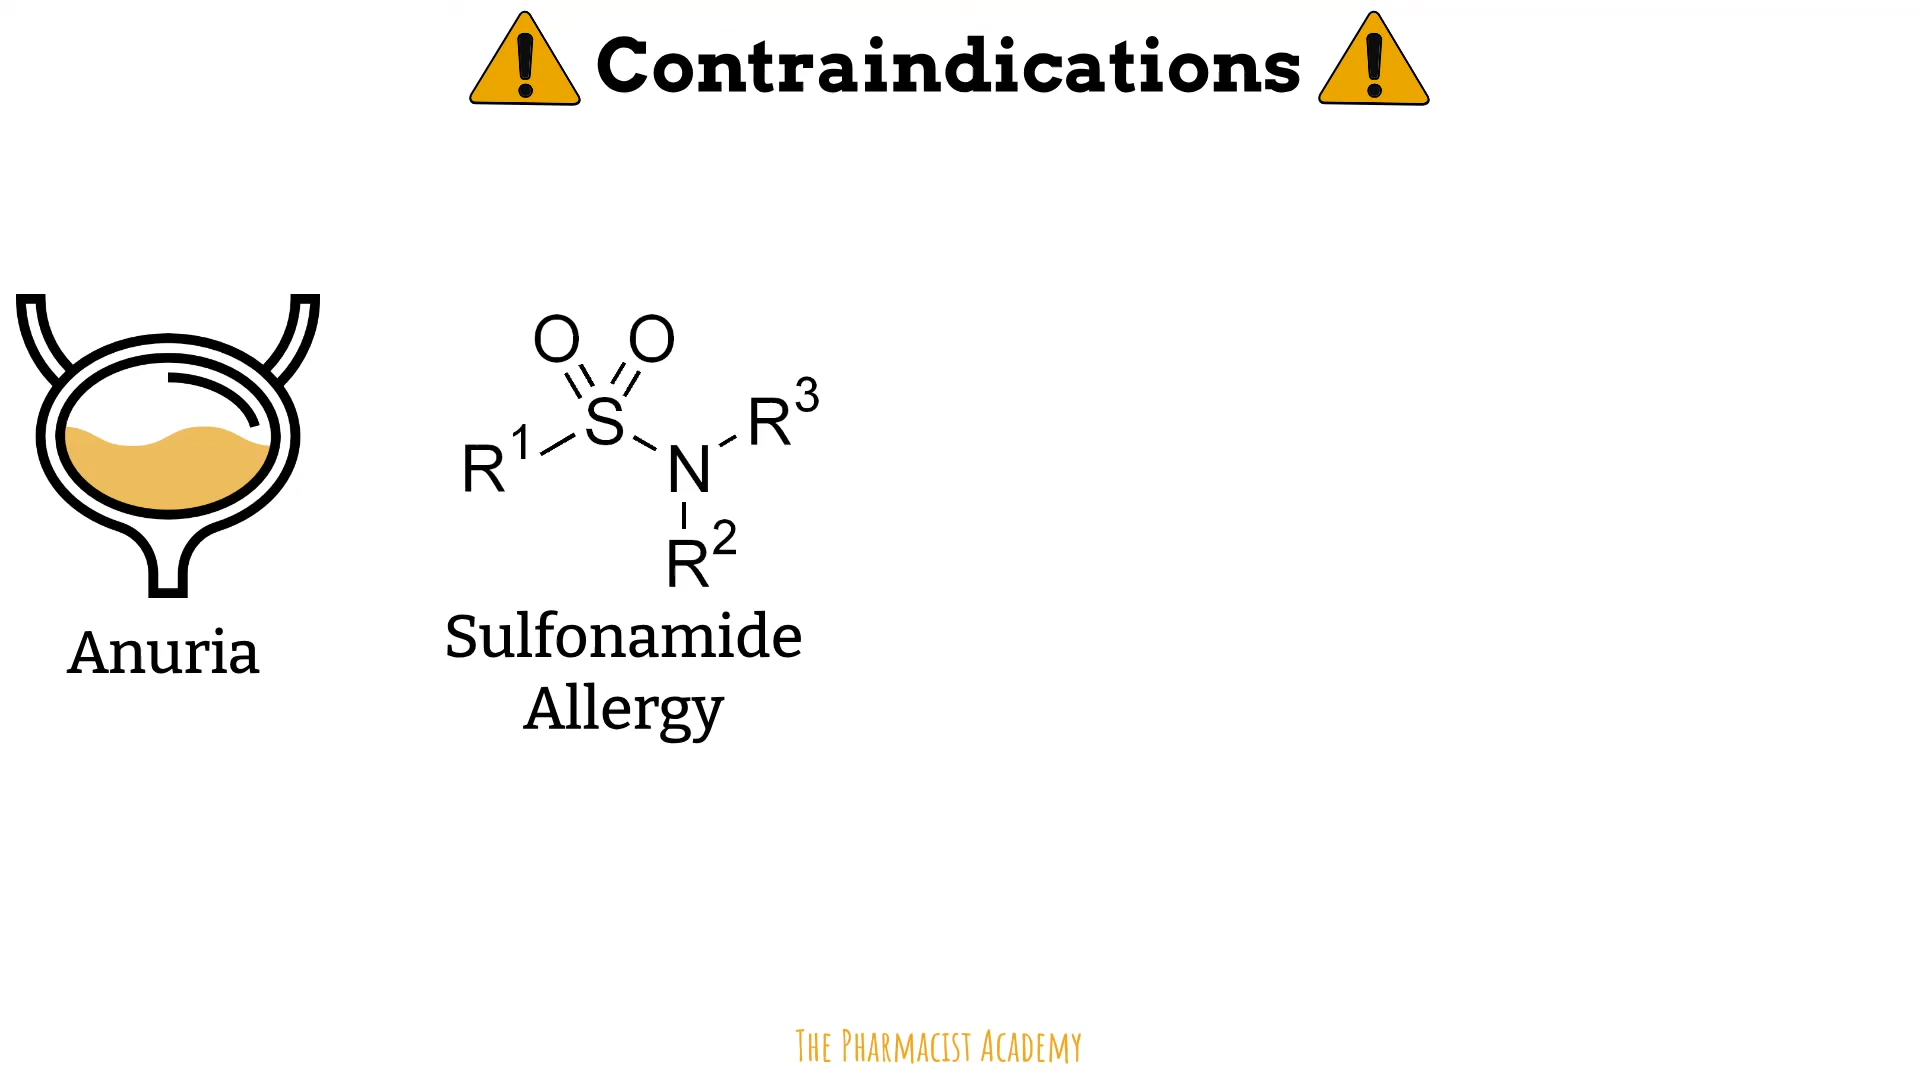 Contraindications
O O
S
R3
R1
N
R2
Anuria
Sulfonamide
Allergy
The Pharmacist Academy